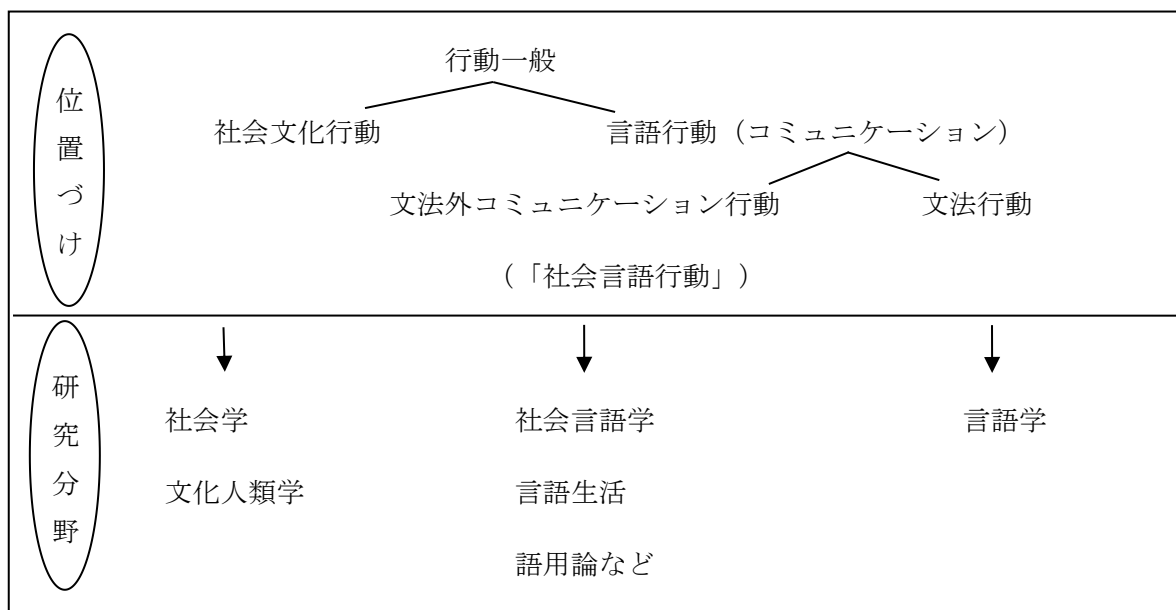 位置づけ
行動一般
社会文化行動 言語行動（コミュニケーション）
文法外コミュニケーション行動 文法行動
（「社会言語行動」）
研究分野
社会学 社会言語学 言語学
文化人類学 言語生活
語用論など